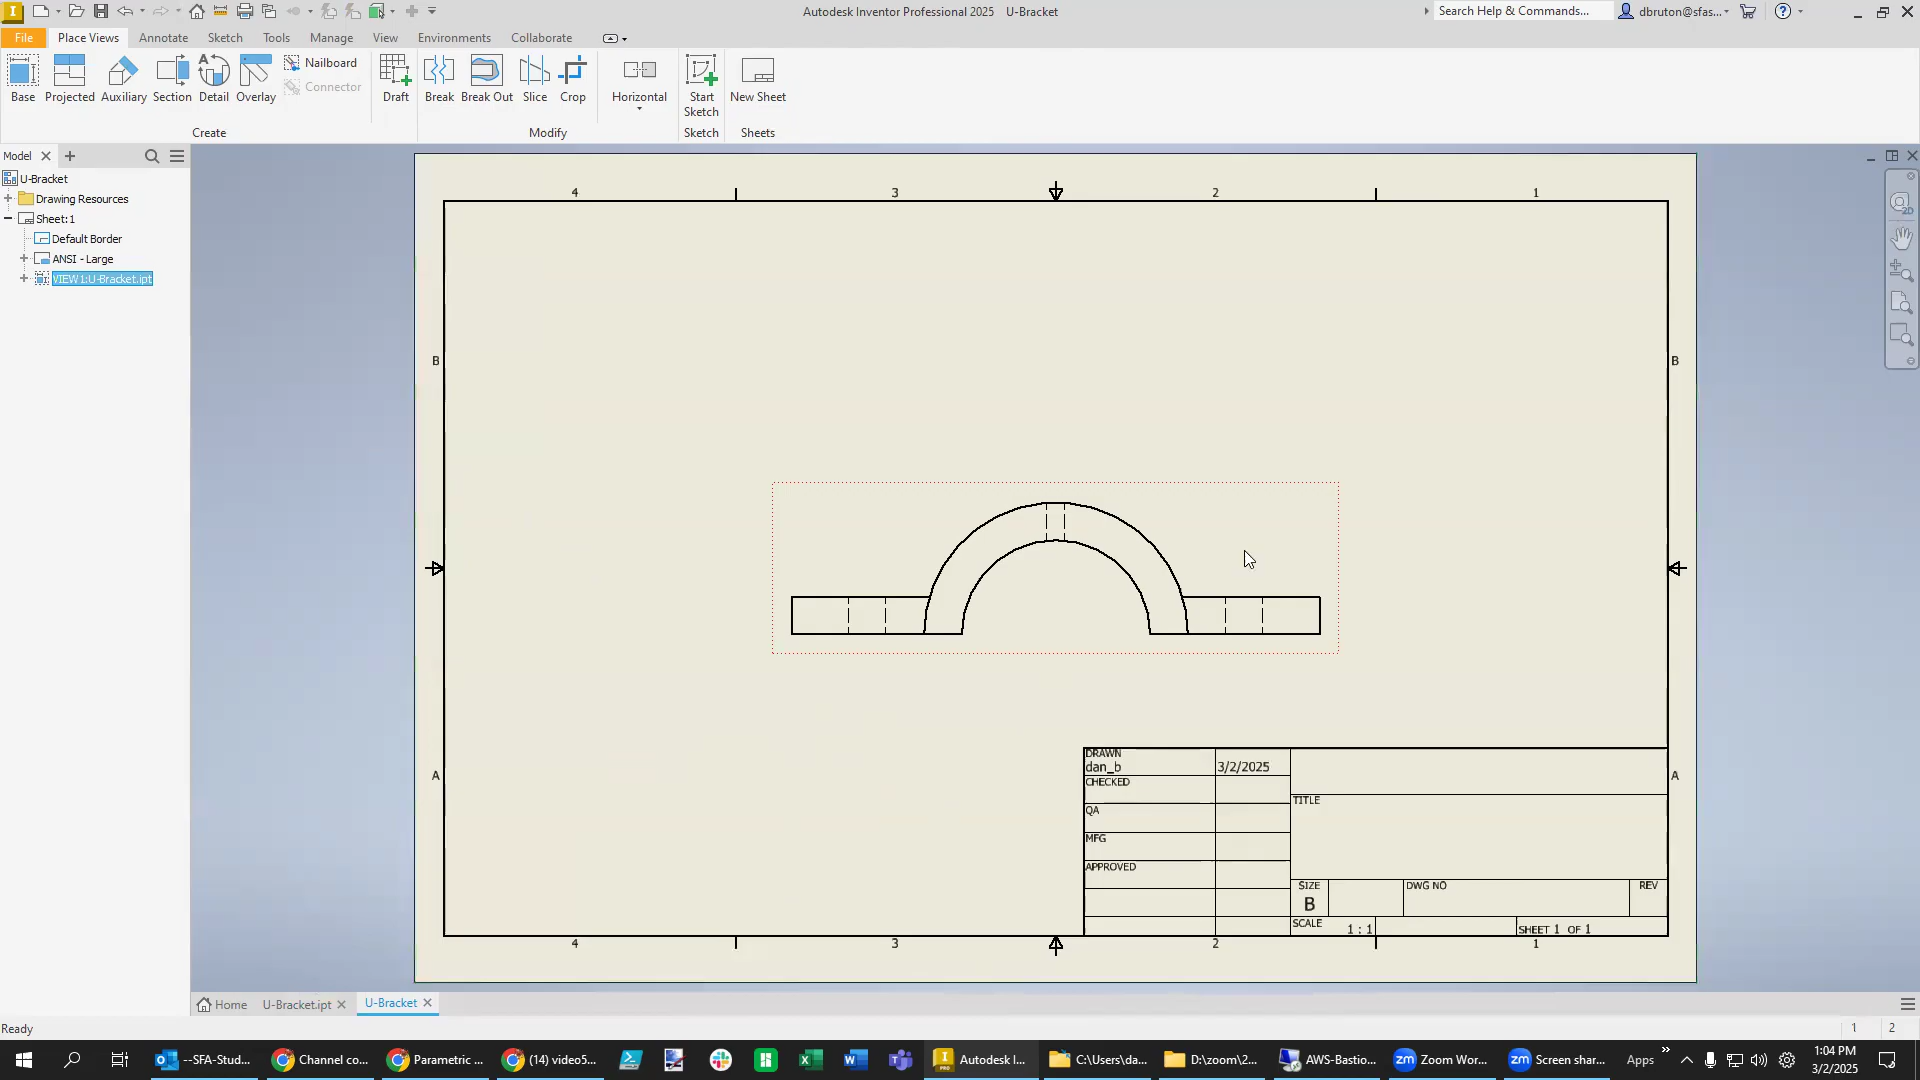 Autodesk Inventor Professional 2025 U-Bracket
Search Help & Commands...
dbruton@sfas...
File
Place Views
Annotate
Sketch
Tools
Manage
View
Environments
Collaborate
Base
Projected
Auxiliary
Section
Detail
Overlay
Nailboard
Connector
Draft
Break
Break Out
Slice
Crop
Horizontal
Start
Sketch
New Sheet
Create
Modify
Sketch
Sheets
Model
U-Bracket
Drawing Resources
Sheet:1
Default Border
ANSI - Large
VIEW1:U-Bracket.ipt
4
3
2
1
B
B
A
A
DRAWN
dan_b
3/2/2025
CHECKED
QA
MFG
APPROVED
TITLE
SIZE
B
DWG NO
REV
SCALE
1 : 1
SHEET 1 OF 1
4
3
2
1
2D
Home
U-Bracket.ipt
U-Bracket
Ready
1
2
--SFA-Stud...
Channel co...
Parametric ...
(14) video5...
Autodesk I...
C:\Users\da...
D:\zoom\2...
AWS-Bastio...
Zoom Wor...
Screen shar...
Apps
1:04 PM
3/2/2025